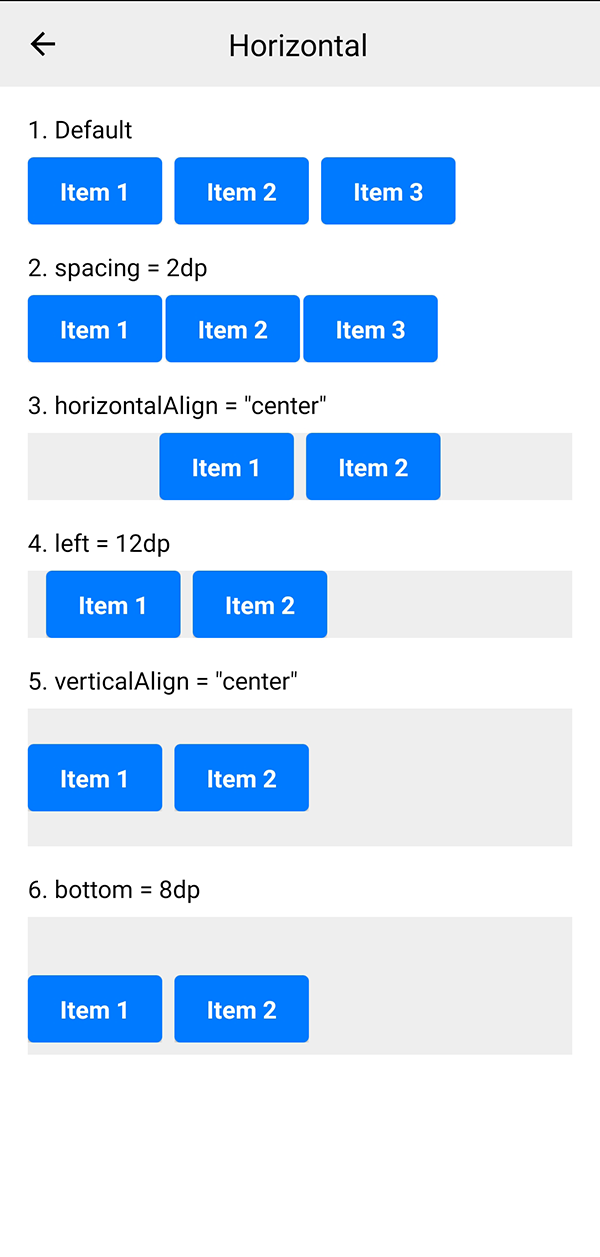 Horizontal
1. Default
Item 1 Item 2 Item 3
2. spacing = 2dp
Item 1 Item 2 Item 3
3. horizontalAlign = "center"
Item 1 Item 2
4. left = 12dp
Item 1 Item 2
5. verticalAlign = "center"
Item 1 Item 2
6. bottom = 8dp
Item 1 Item 2